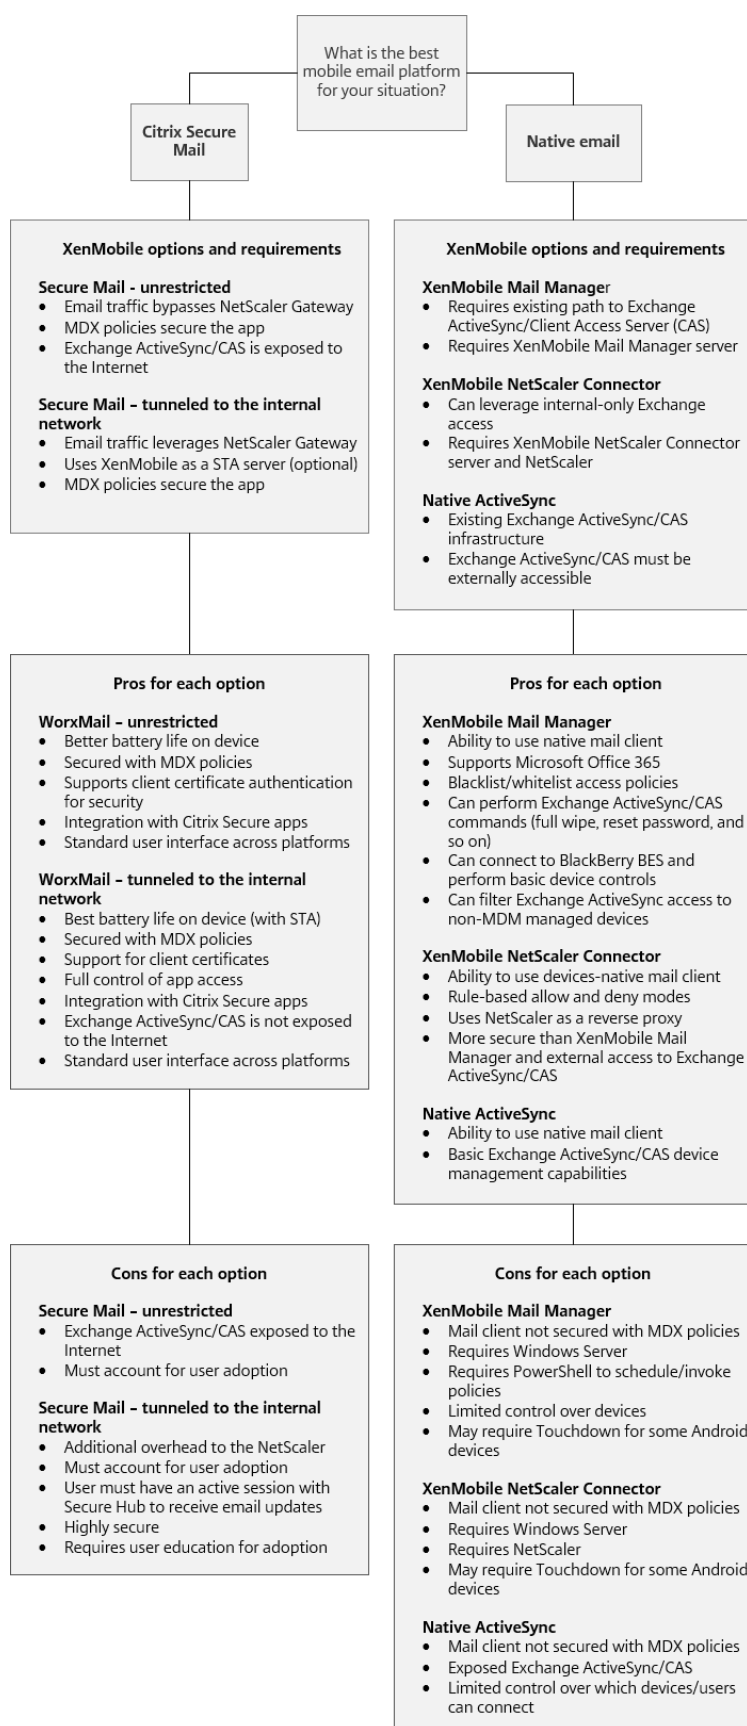 What is the best
mobile email platform
for your situation?
Citrix Secure
Mail
Native email
XenMobile options and requirements
Secure Mail - unrestricted
• Email traffic bypasses NetScaler Gateway
• MDX policies secure the app
• Exchange ActiveSync/CAS is exposed to
the Internet
Secure Mail – tunneled to the internal
network
• Email traffic leverages NetScaler Gateway
• Uses XenMobile as a STA server (optional)
• MDX policies secure the app
XenMobile options and requirements
XenMobile Mail Manager
• Requires existing path to Exchange
ActiveSync/Client Access Server (CAS)
• Requires XenMobile Mail Manager server
XenMobile NetScaler Connector
• Can leverage internal-only Exchange
access
• Requires XenMobile NetScaler Connector
server and NetScaler
Native ActiveSync
• Existing Exchange ActiveSync/CAS
infrastructure
• Exchange ActiveSync/CAS must be
externally accessible
Pros for each option
WorxMail – unrestricted
• Better battery life on device
• Secured with MDX policies
• Supports client certificate authentication
for security
• Integration with Citrix Secure apps
• Standard user interface across platforms
WorxMail – tunneled to the internal
network
• Best battery life on device (with STA)
• Secured with MDX policies
• Support for client certificates
• Full control of app access
• Integration with Citrix Secure apps
• Exchange ActiveSync/CAS is not exposed
to the Internet
• Standard user interface across platforms
Pros for each option
XenMobile Mail Manager
• Ability to use native mail client
• Supports Microsoft Office 365
• Blacklist/whitelist access policies
• Can perform Exchange ActiveSync/CAS
commands (full wipe, reset password, and
so on)
• Can connect to BlackBerry BES and
perform basic device controls
• Can filter Exchange ActiveSync access to
non-MDM managed devices
XenMobile NetScaler Connector
• Ability to use devices-native mail client
• Rule-based allow and deny modes
• Uses NetScaler as a reverse proxy
• More secure than XenMobile Mail
Manager and external access to Exchange
ActiveSync/CAS
Native ActiveSync
• Ability to use native mail client
• Basic Exchange ActiveSync/CAS device
management capabilities
Cons for each option
Secure Mail – unrestricted
• Exchange ActiveSync/CAS exposed to the
Internet
• Must account for user adoption
Secure Mail – tunneled to the internal
network
• Additional overhead to the NetScaler
• Must account for user adoption
• User must have an active session with
Secure Hub to receive email updates
• Highly secure
• Requires user education for adoption
Cons for each option
XenMobile Mail Manager
• Mail client not secured with MDX policies
• Requires Windows Server
• Requires PowerShell to schedule/invoke
policies
• Limited control over devices
• May require Touchdown for some Android
devices
XenMobile NetScaler Connector
• Mail client not secured with MDX policies
• Requires Windows Server
• Requires NetScaler
• May require Touchdown for some Android
devices
Native ActiveSync
• Mail client not secured with MDX policies
• Exposed Exchange ActiveSync/CAS
• Limited control over which devices/users
can connect